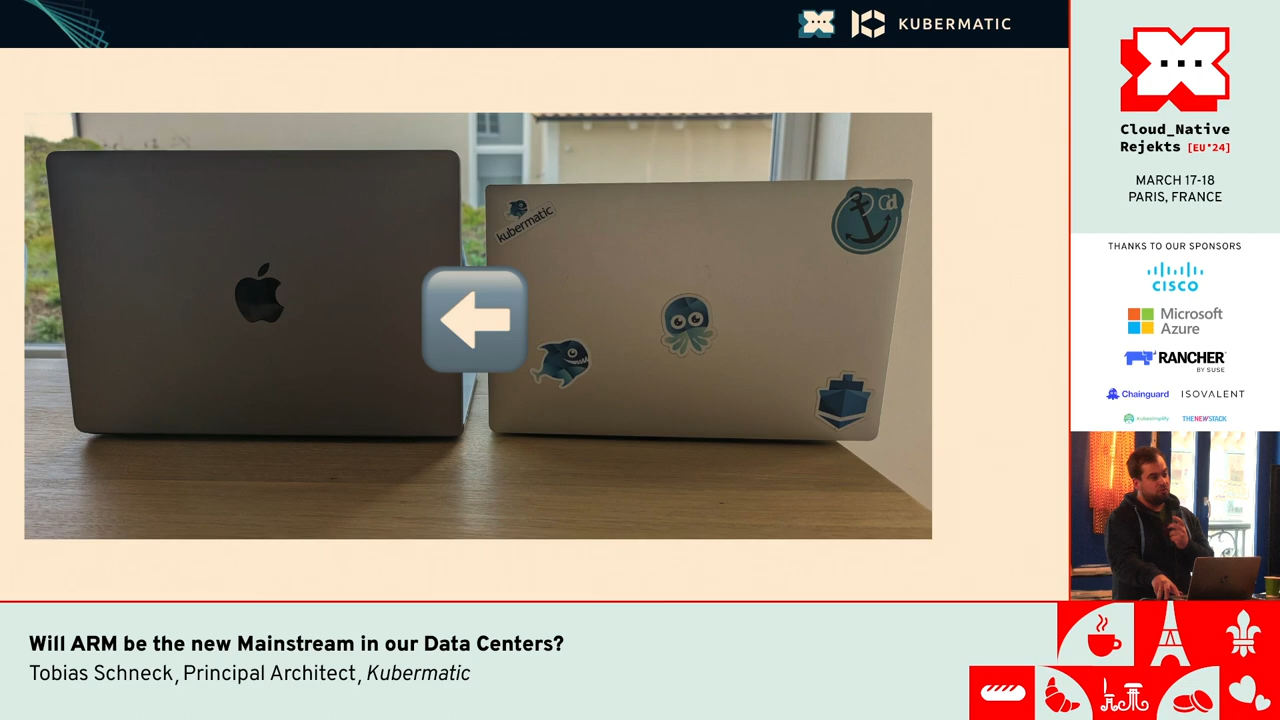 KUBERMATIC
kubermatic
Gd
Cloud_Native
Rejekts [EU'24]
MARCH 17-18
PARIS, FRANCE
THANKS TO OUR SPONSORS
CISCO
Microsoft
Azure
RANCHER
BY SUSE
Chainguard ISOVALENT
Kubesimplify THENEWSTACK
Will ARM be the new Mainstream in our Data Centers?
Tobias Schneck, Principal Architect, Kubermatic